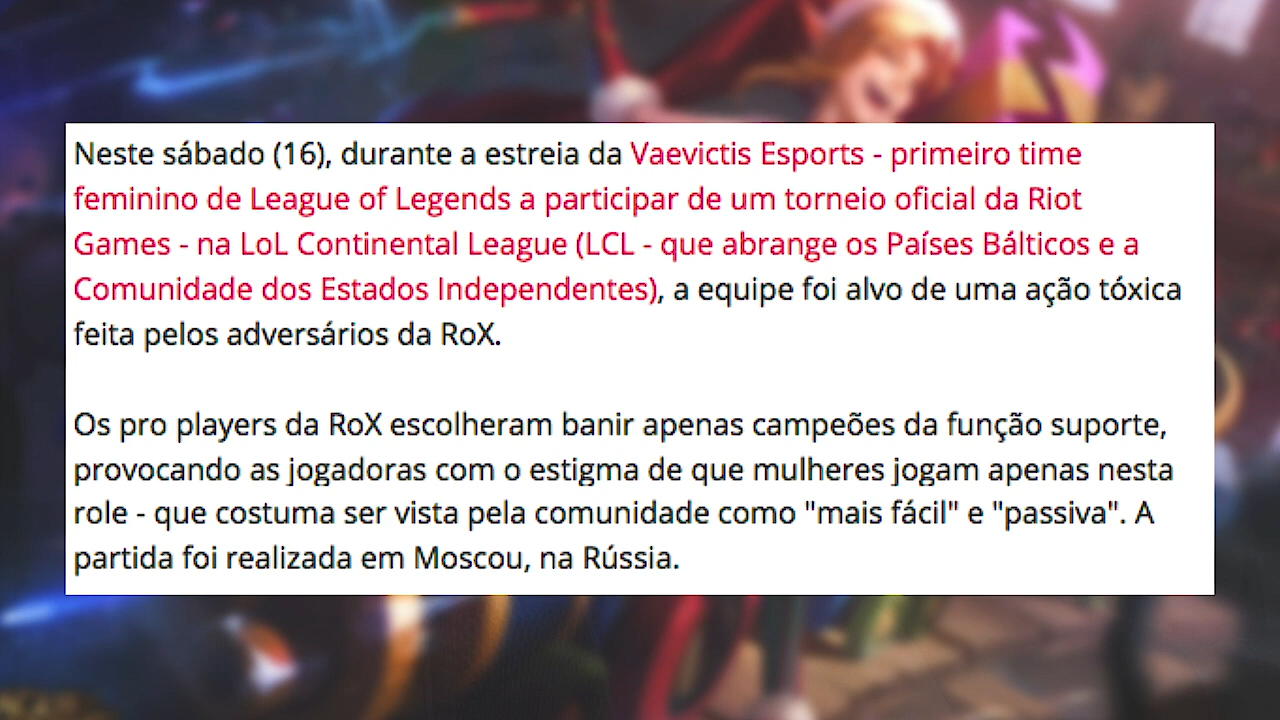 Neste sábado (16), durante a estreia da Vaevictis Esports - primeiro time
feminino de League of Legends a participar de um torneio oficial da Riot
Games - na LoL Continental League (LCL - que abrange os Países Bálticos e a
Comunidade dos Estados Independentes), a equipe foi alvo de uma ação tóxica
feita pelos adversários da RoX.
Os pro players da RoX escolheram banir apenas campeões da função suporte,
provocando as jogadoras com o estigma de que mulheres jogam apenas nesta
role - que costuma ser vista pela comunidade como "mais fácil" e "passiva". A
partida foi realizada em Moscou, na Rússia.